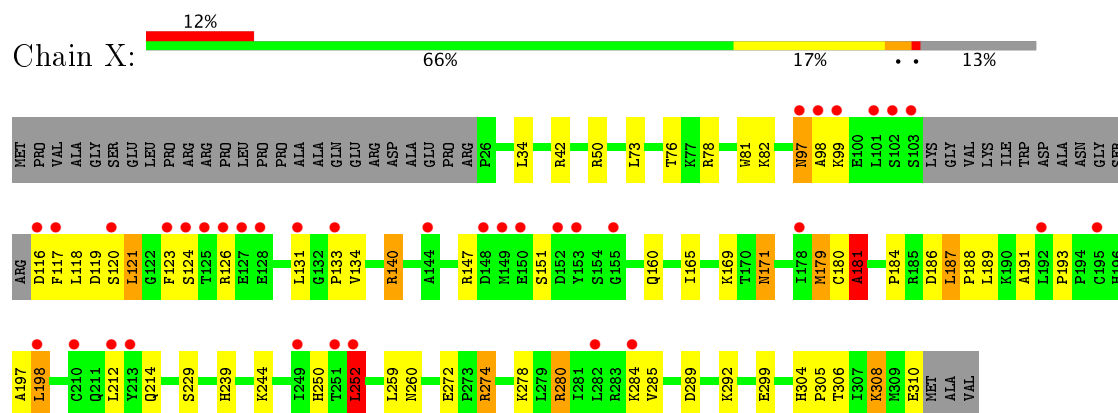 12%
Chain X:
66% 17% • • 13%
MET PRO VAL ALA GLY SER GLU LEU PRO ARG ARG PRO LEU PRO PRO ALA ALA GLN GLU ARG ASP ALA GLU PRO ARG P26 L34 R42 R50 L73 T76 K77 R78 W81 K82 N97 A98 K99 E100 L101 S102 S103 LYS GLY VAL LYS ILE TRP ASP ALA ASN GLY SER
ARG D116 F117 L118 D119 S120 L121 G122 F123 S124 T125 R126 E127 E128 L131 G132 P133 V134 R140 A144 R147 D148 M149 E150 S151 D152 Y153 S154 G155 Q160 I165 K169 T170 N171 I178 M179 C180 A181 P184 R185 D186 L187 P188 L189 K190 A191 L192 P193 P194 C195 H196
A197 L198 C210 Q211 L212 Y213 Q214 S229 H239 K244 I249 H250 T251 L252 L259 N260 E272 P273 R274 K278 L279 R280 I281 L282 R283 K284 V285 D289 K292 E299 H304 P305 T306 I307 K308 M309 E310 MET ALA VAL